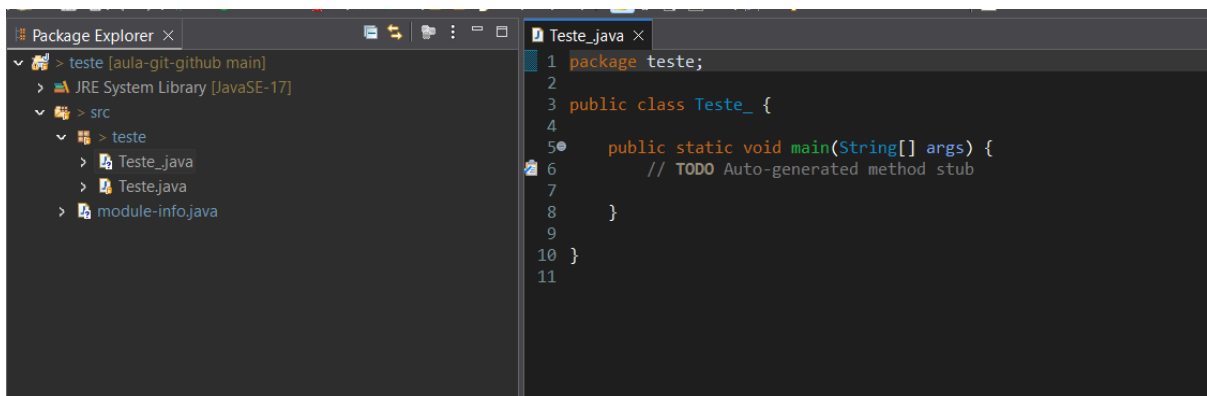 Package Explorer
> teste [aula-git-github main]
JRE System Library [JavaSE-17]
> src
> teste
Teste_.java
Teste.java
module-info.java
Teste_.java
1 package teste;
2
3 public class Teste_ {
4
5 public static void main(String[] args) {
6 // TODO Auto-generated method stub
7
8 }
9
10 }
11